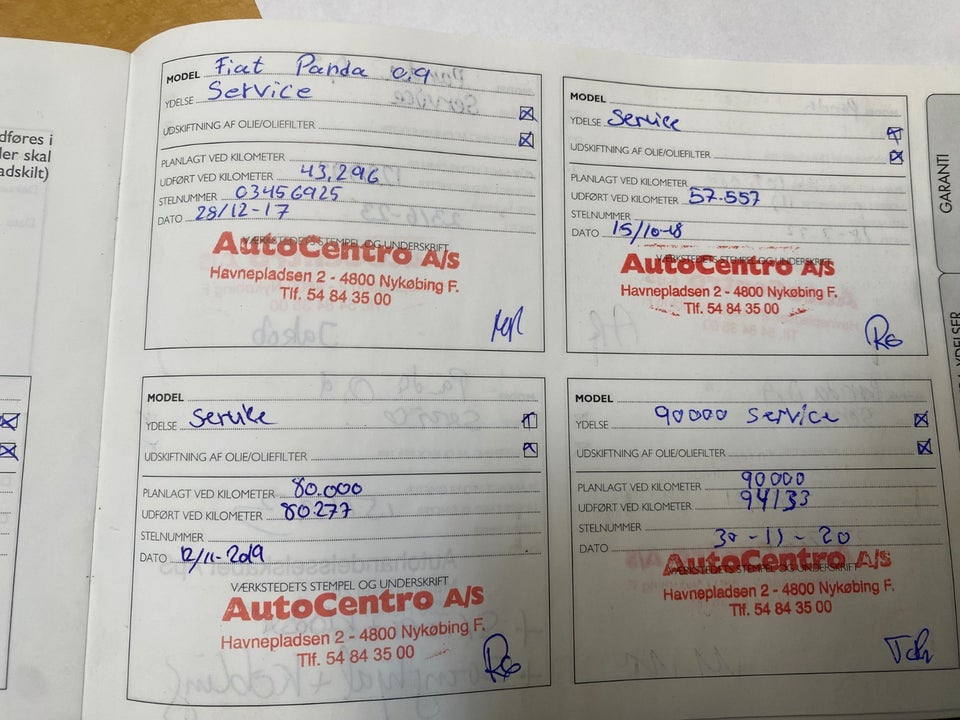 dføres i
ler skal
adskilt)
MODEL Fiat Panda 0.9
YDELSE Service
UDSKIFTNING AF OLIE/OLIEFILTER
PLANLAGT VED KILOMETER
UDFØRT VED KILOMETER 43.296
STELNUMMER 03456925
DATO 28/12-17
VÆRKSTEDETS STEMPEL OG UNDERSKRIFT
AutoCentro A/s
Havnepladsen 2 - 4800 Nykøbing F.
Tlf. 54 84 35 00
MODEL
YDELSE Service
UDSKIFTNING AF OLIE/OLIEFILTER
PLANLAGT VED KILOMETER
UDFØRT VED KILOMETER 57.557
STELNUMMER
DATO 15/10-18
VÆRKSTEDETS STEMPEL OG UNDERSKRIFT
AutoCentro A/s
Havnepladsen 2 - 4800 Nykøbing F.
Tlf. 54 84 35 00
MODEL
YDELSE Service
UDSKIFTNING AF OLIE/OLIEFILTER
PLANLAGT VED KILOMETER 80.000
UDFØRT VED KILOMETER 80277
STELNUMMER
DATO 12/11-2019
VÆRKSTEDETS STEMPEL OG UNDERSKRIFT
AutoCentro A/s
Havnepladsen 2 - 4800 Nykøbing F.
Tlf. 54 84 35 00
MODEL
YDELSE 90000 Service
UDSKIFTNING AF OLIE/OLIEFILTER
PLANLAGT VED KILOMETER 90000
UDFØRT VED KILOMETER 94133
STELNUMMER
DATO 30-11-20
VÆRKSTEDETS STEMPEL OG UNDERSKRIFT
AutoCentro A/s
Havnepladsen 2 - 4800 Nykøbing F.
Tlf. 54 84 35 00
GARANTI
YDELSER